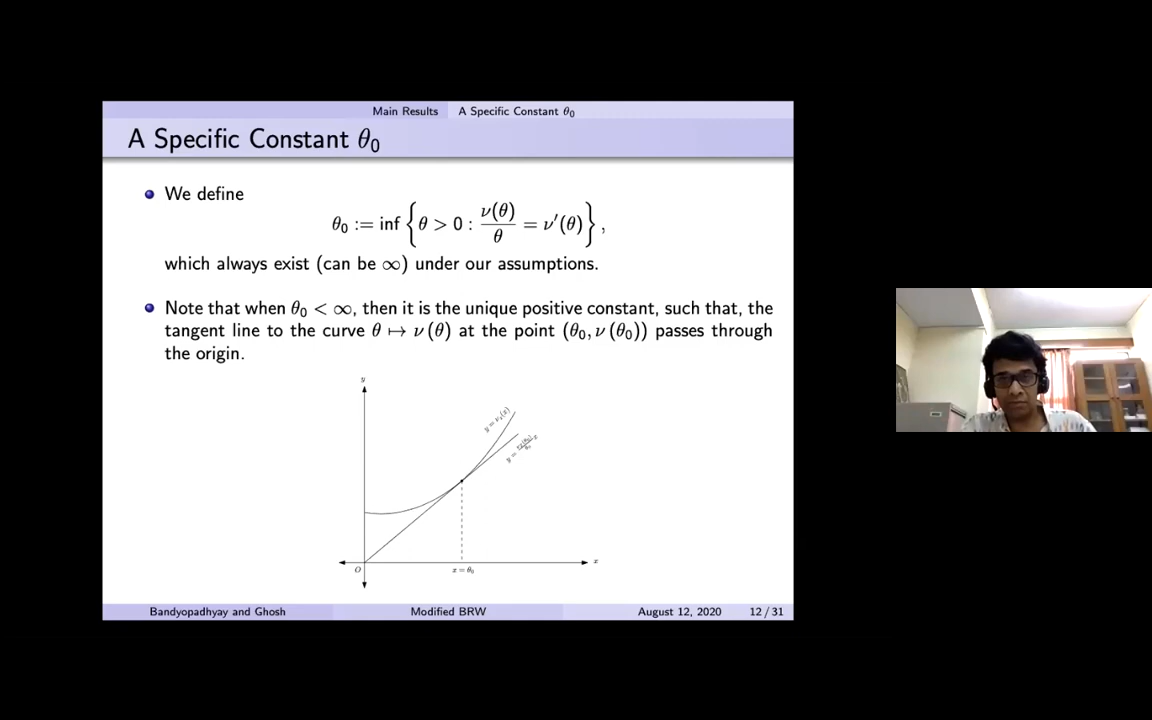 Main Results A Specific Constant θ₀
A Specific Constant θ₀
We define
θ₀ := inf { θ > 0 : ν(θ)/θ = ν′(θ) } ,
which always exist (can be ∞) under our assumptions.
Note that when θ₀ < ∞, then it is the unique positive constant, such that, the
tangent line to the curve θ ↦ ν (θ) at the point (θ₀, ν (θ₀)) passes through
the origin.
y
x
O
x = θ₀
Bandyopadhyay and Ghosh Modified BRW August 12, 2020 12 / 31